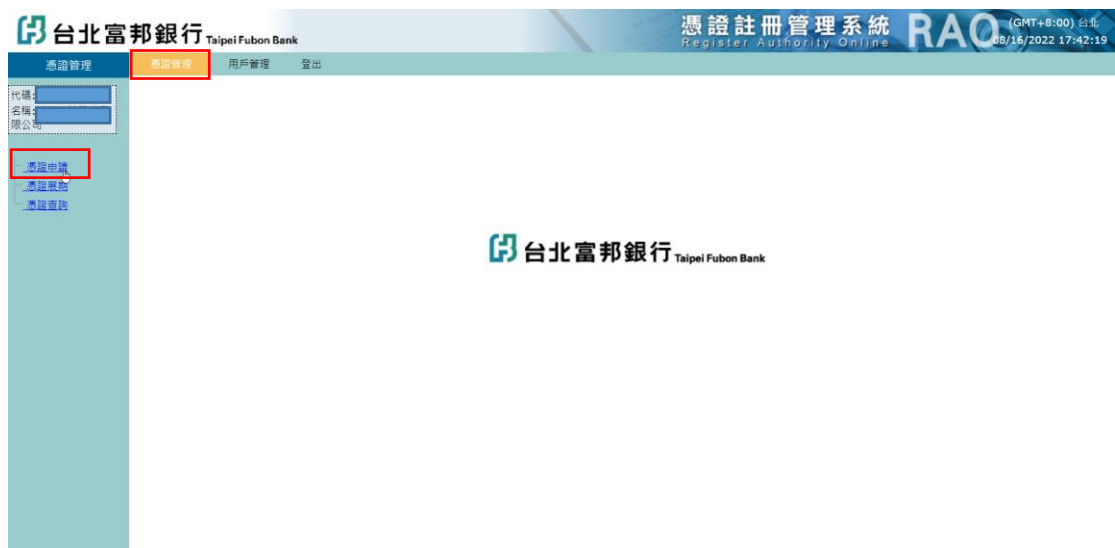 台北富邦銀行 Taipei Fubon Bank
憑證註冊管理系統
Register Authority Online
RAO
(GMT+8:00) 台北
08/16/2022 17:42:19
憑證管理
憑證管理 用戶管理 登出
代碼:
名稱:
限公司
憑證申請
憑證展期
憑證查詢
台北富邦銀行 Taipei Fubon Bank